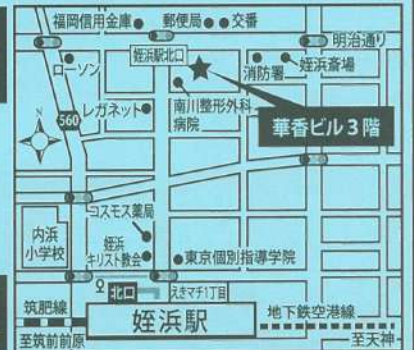 福岡信用金庫
郵便局
交番
明治通り
姪浜駅北口
ローソン
消防署
姪浜斎場
N
レガネット
南川整形外科
病院
560
華香ビル3階
内浜
小学校
コスモス薬局
姪浜
キリスト教会
東京個別指導学院
北口
えきマチ1丁目
筑肥線
姪浜駅
地下鉄空港線
至筑前前原
至天神